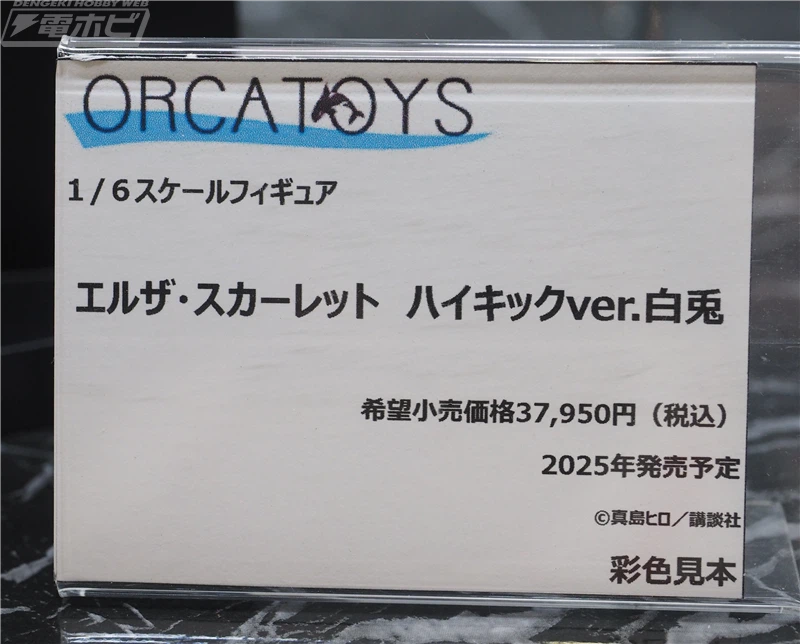 DENGEKI HOBBY WEB
電ホビ
ORCATOYS
1/6スケールフィギュア
エルザ・スカーレット ハイキックver.白兎
希望小売価格37,950円（税込）
2025年発売予定
©真島ヒロ／講談社
彩色見本